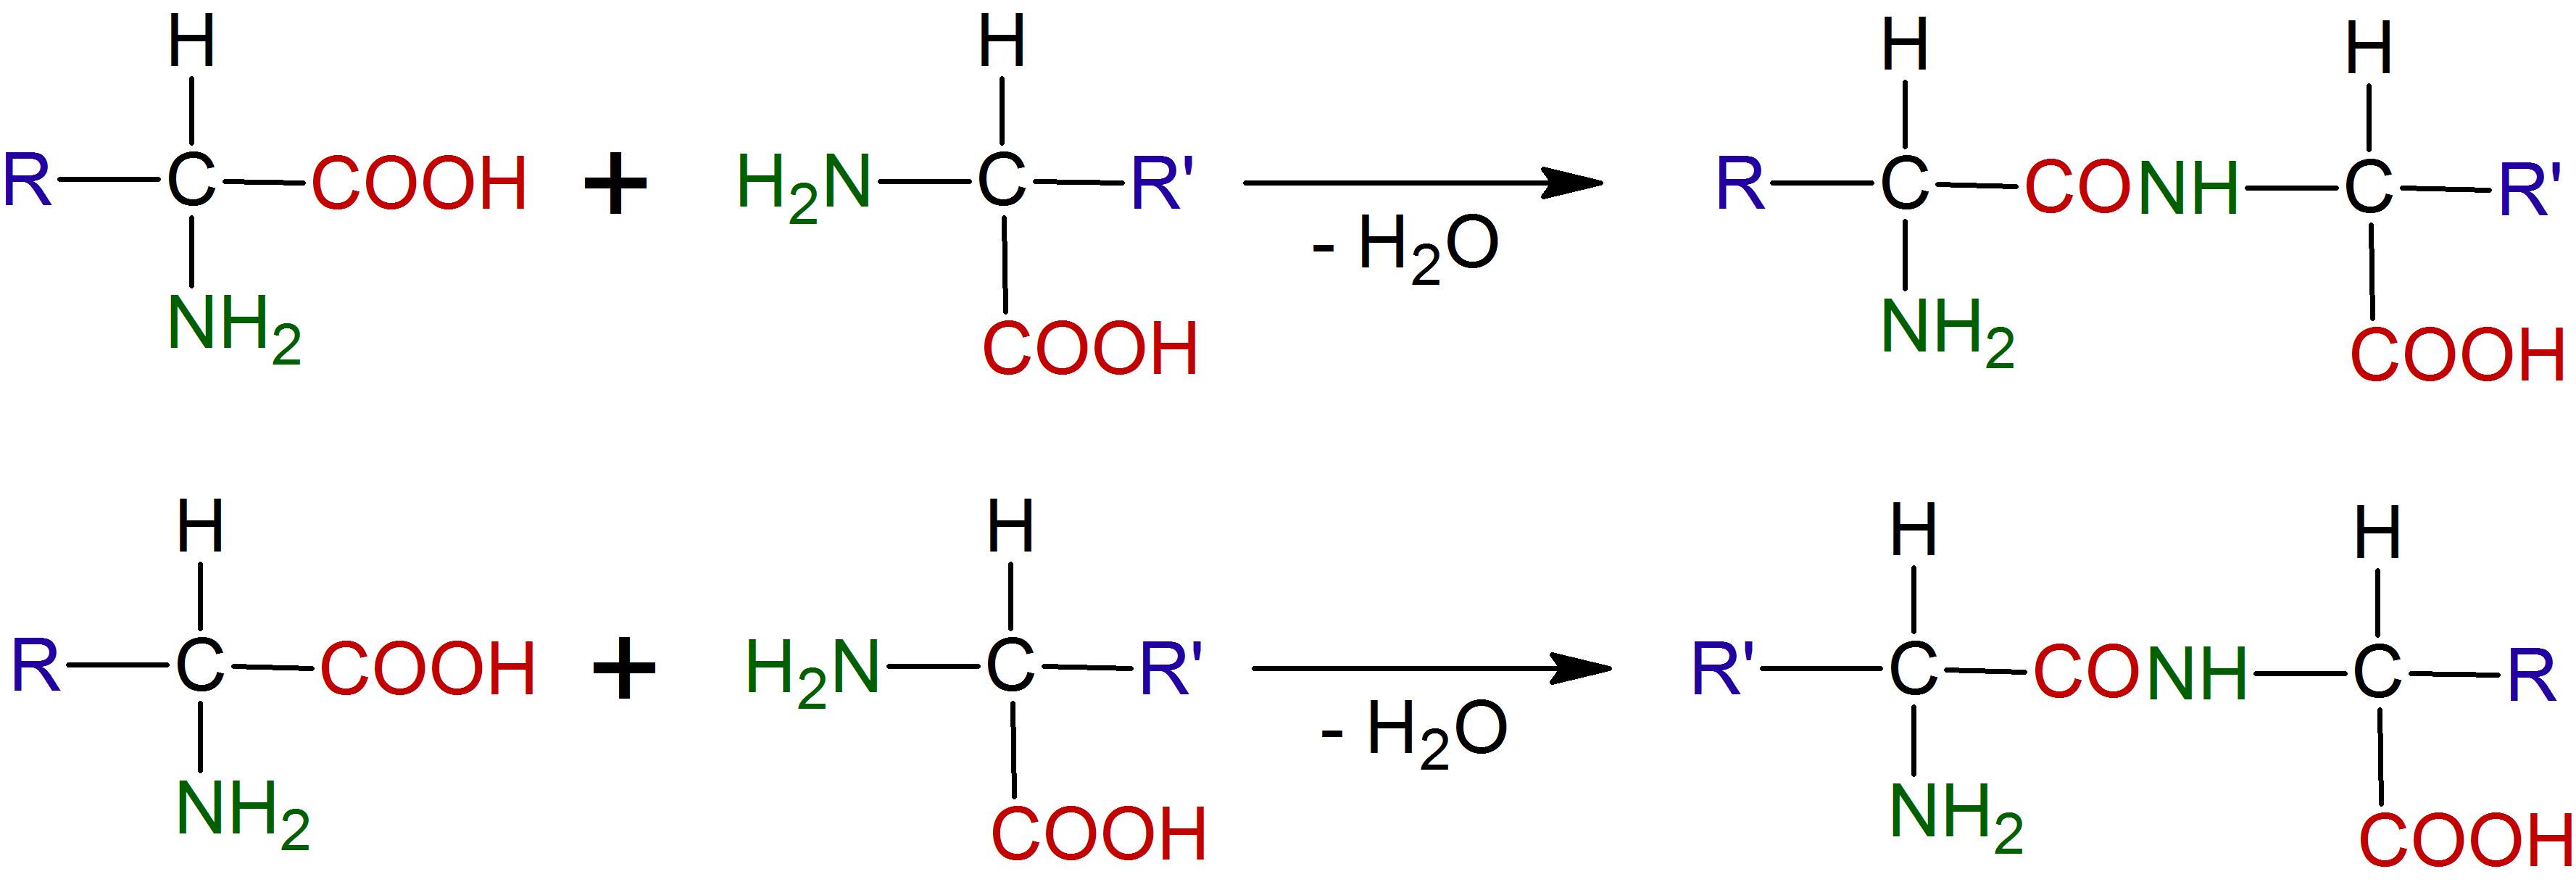 H H H H
R C COOH + H₂N C R' R C CONH C R'
- H₂O
NH₂ COOH NH₂ COOH
H H H H
R C COOH + H₂N C R' R' C CONH C R
- H₂O
NH₂ COOH NH₂ COOH